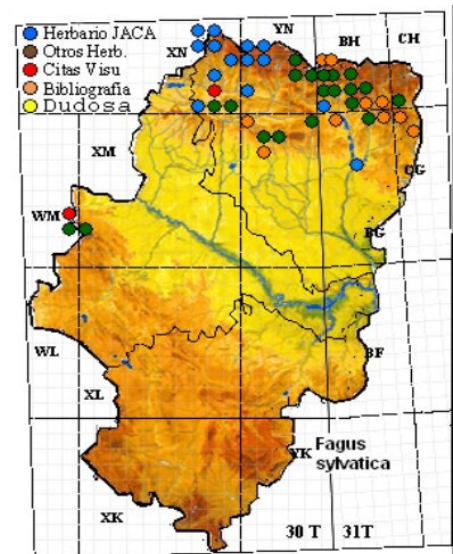 Herbario JACA
Otros Herb.
Citas Visu
Bibliografía
Dudosa
XN
YN
BH
CH
XM
CG
WM
BG
WL
XL
BF
YK
Fagus
sylvatica
XK
30 T
31T